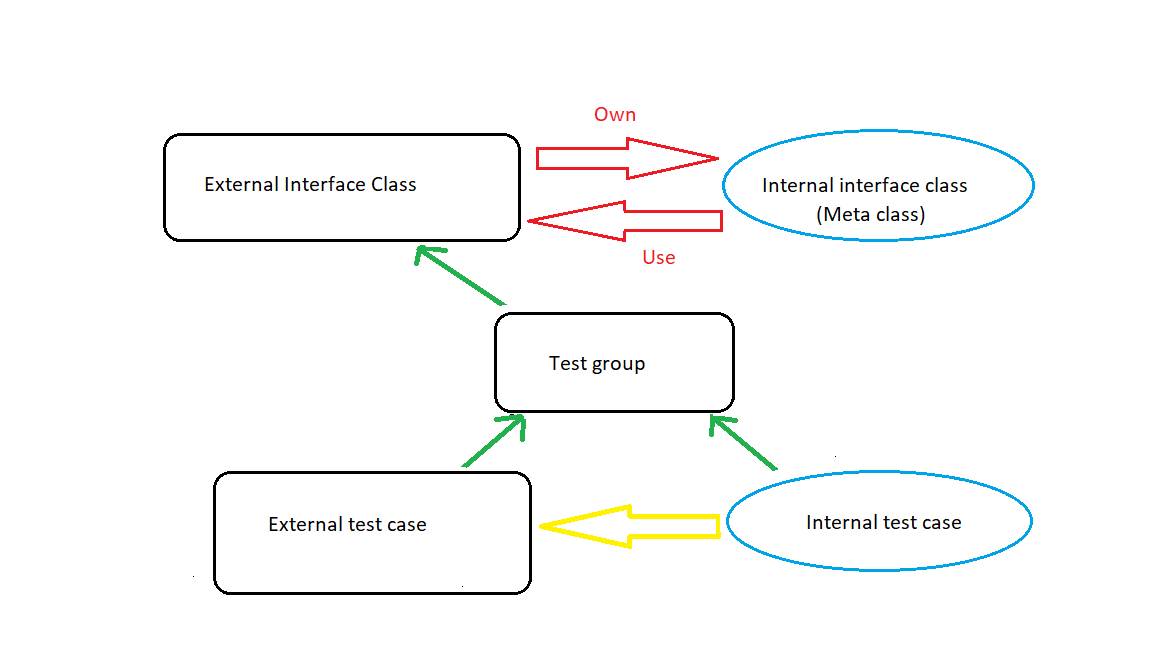 Own
External Interface Class
Internal interface class
(Meta class)
Use
Test group
External test case
Internal test case